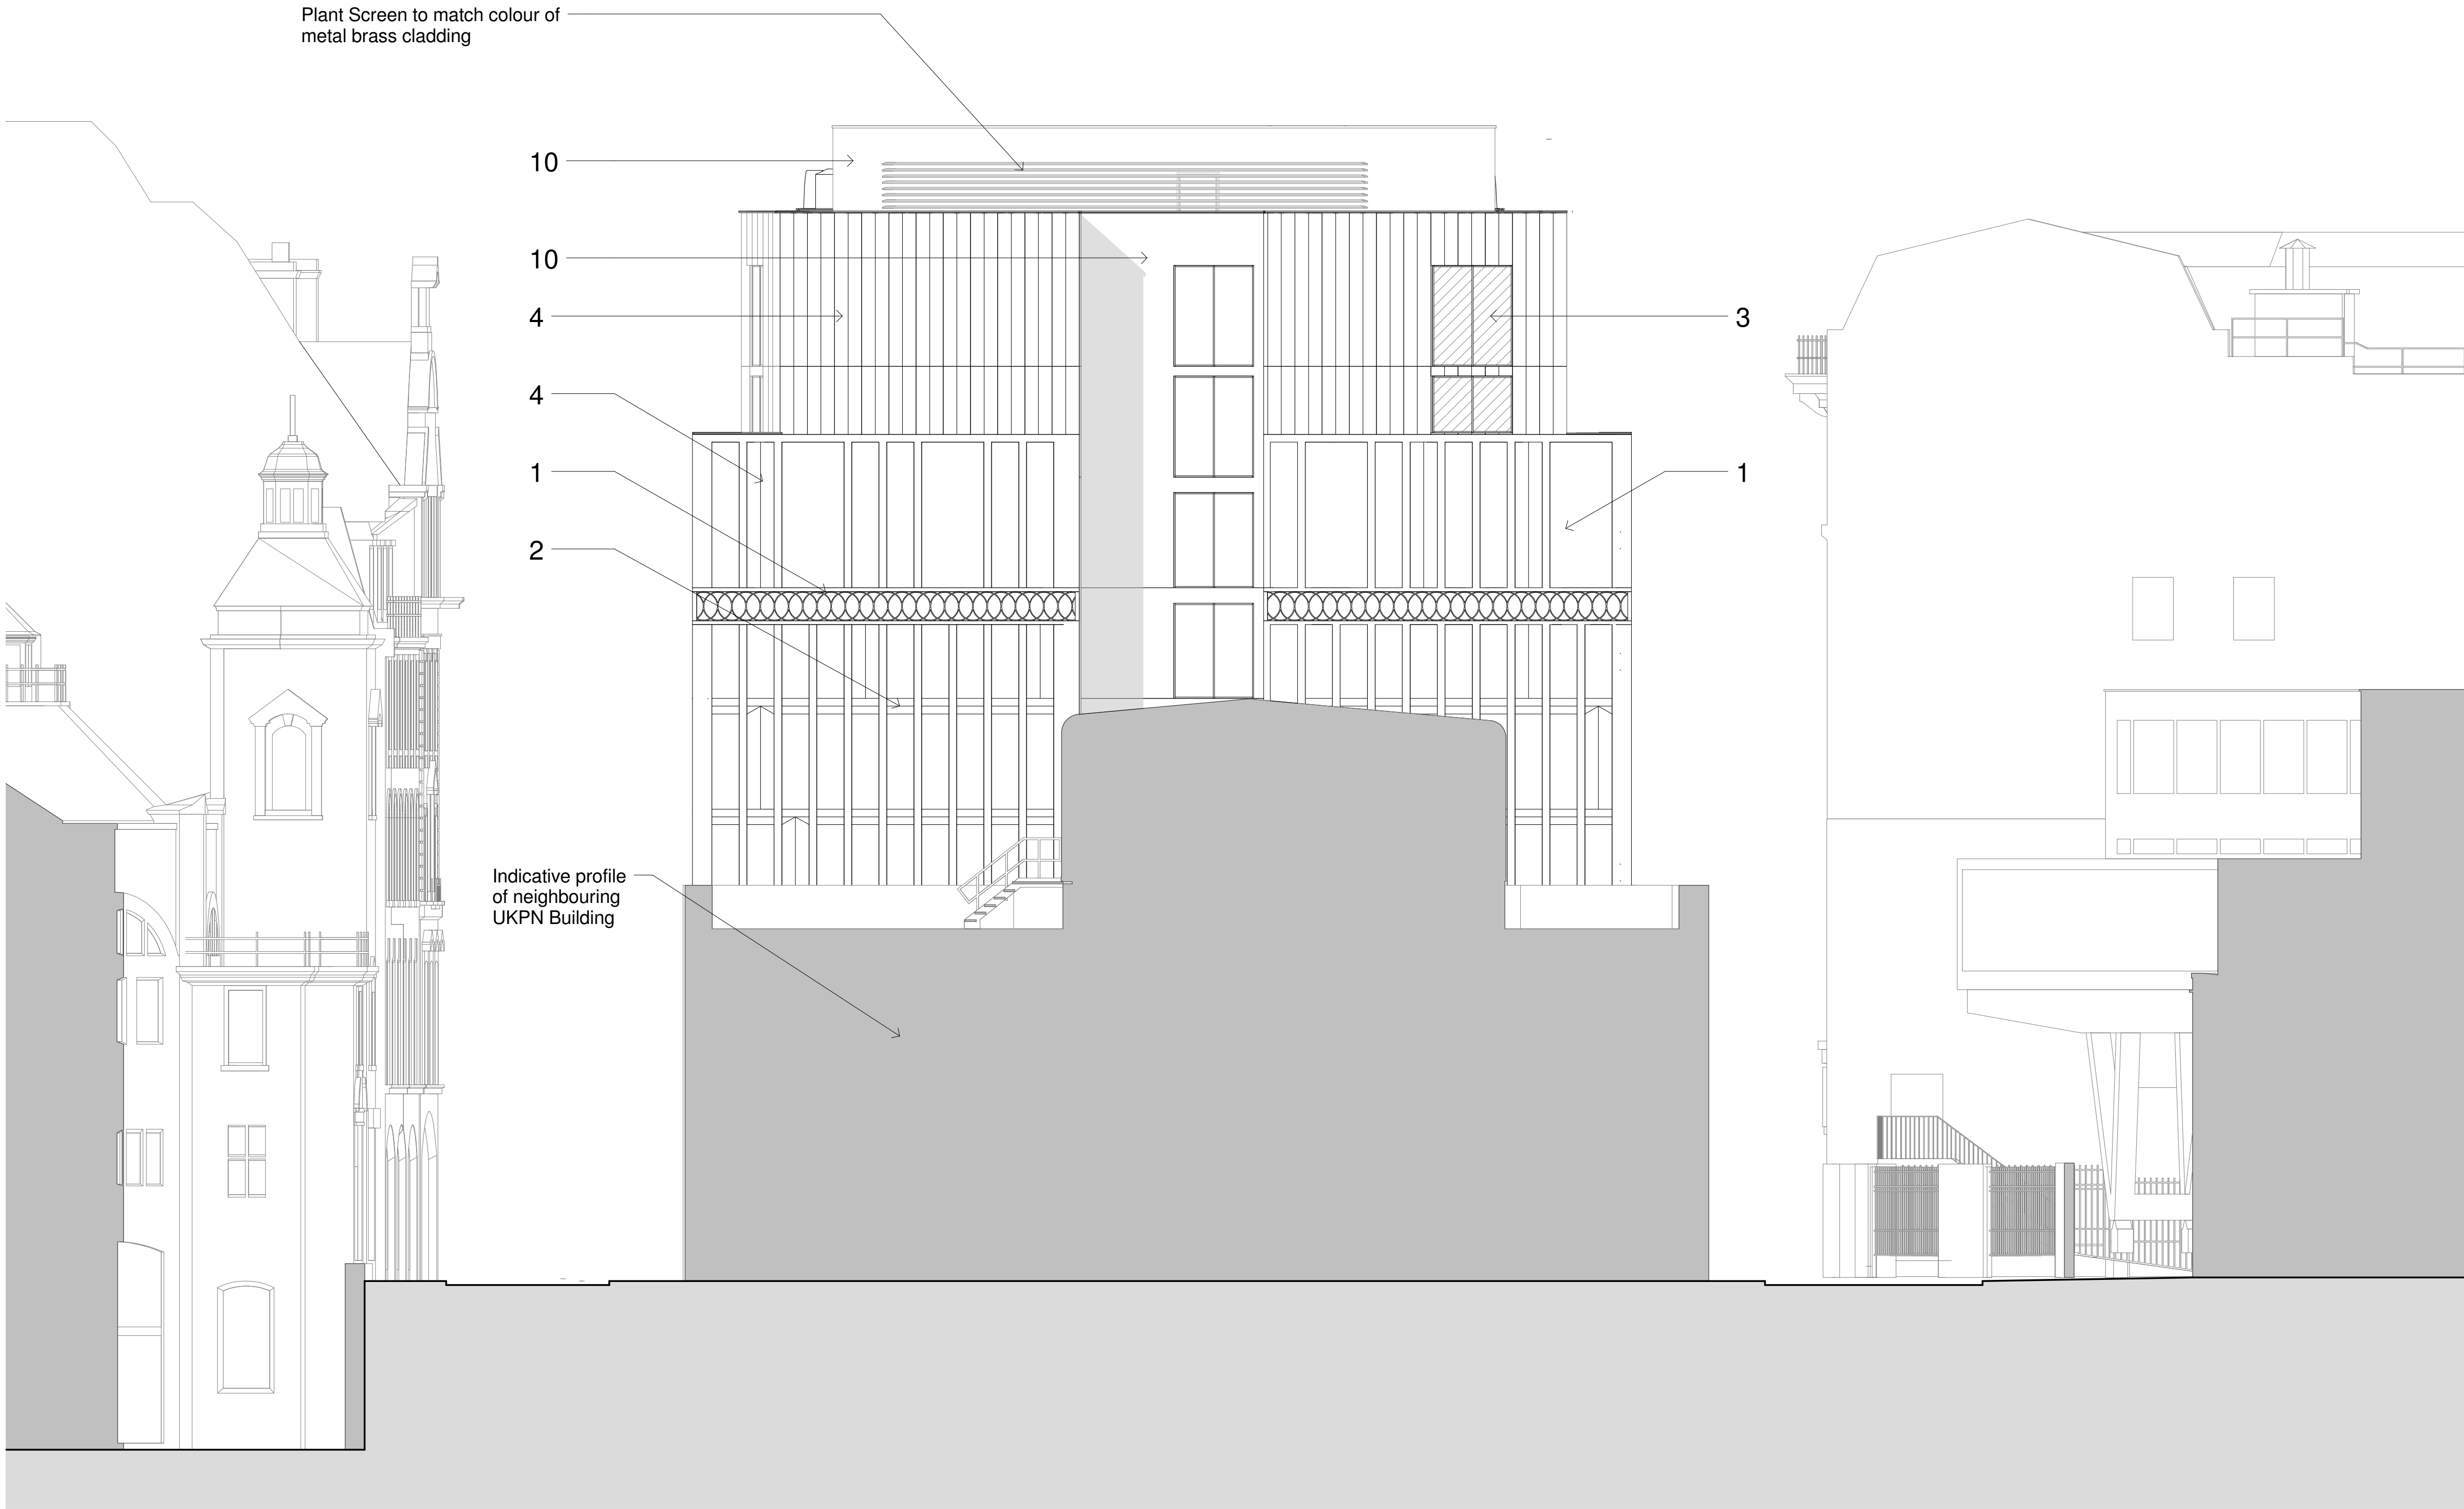 Plant Screen to match colour of
metal brass cladding
10
10
4
3
4
1
1
2
Indicative profile
of neighbouring
UKPN Building